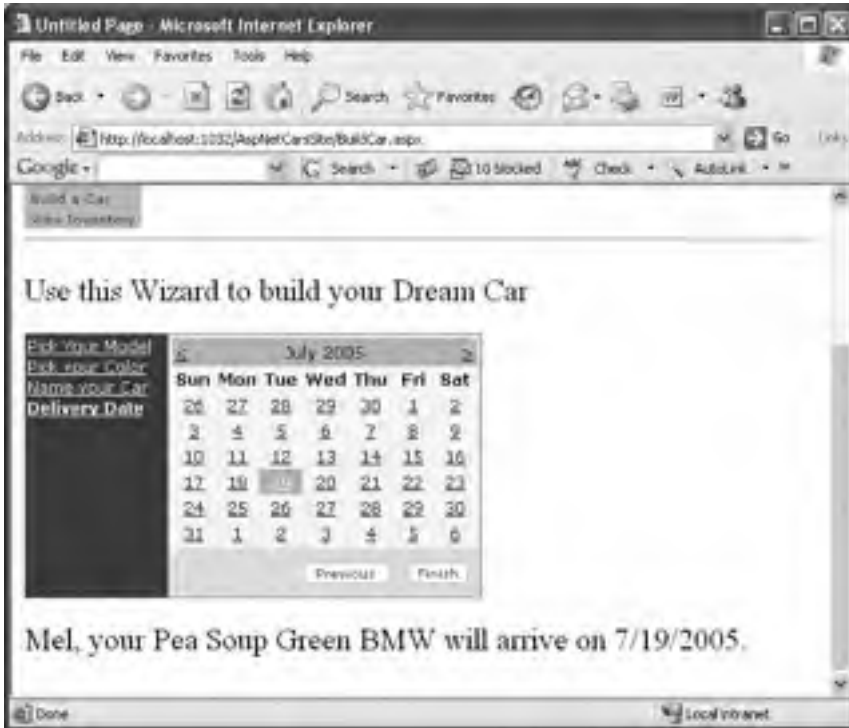 Untitled Page - Microsoft Internet Explorer
File Edit View Favorites Tools Help
Back Search Favorites
Address http://localhost:1032/AspNetCarsSite/BuildCar.aspx Go Links
Google Search 10 blocked Check AutoLink
Build a Car
View Inventory
Use this Wizard to build your Dream Car
Pick Your Model
Pick your Color
Name your Car
Delivery Date
< July 2005 >
Sun Mon Tue Wed Thu Fri Sat
26 27 28 29 30 1 2
3 4 5 6 7 8 9
10 11 12 13 14 15 16
17 18 19 20 21 22 23
24 25 26 27 28 29 30
31 1 2 3 4 5 6
Previous Finish
Mel, your Pea Soup Green BMW will arrive on 7/19/2005.
Done Local intranet